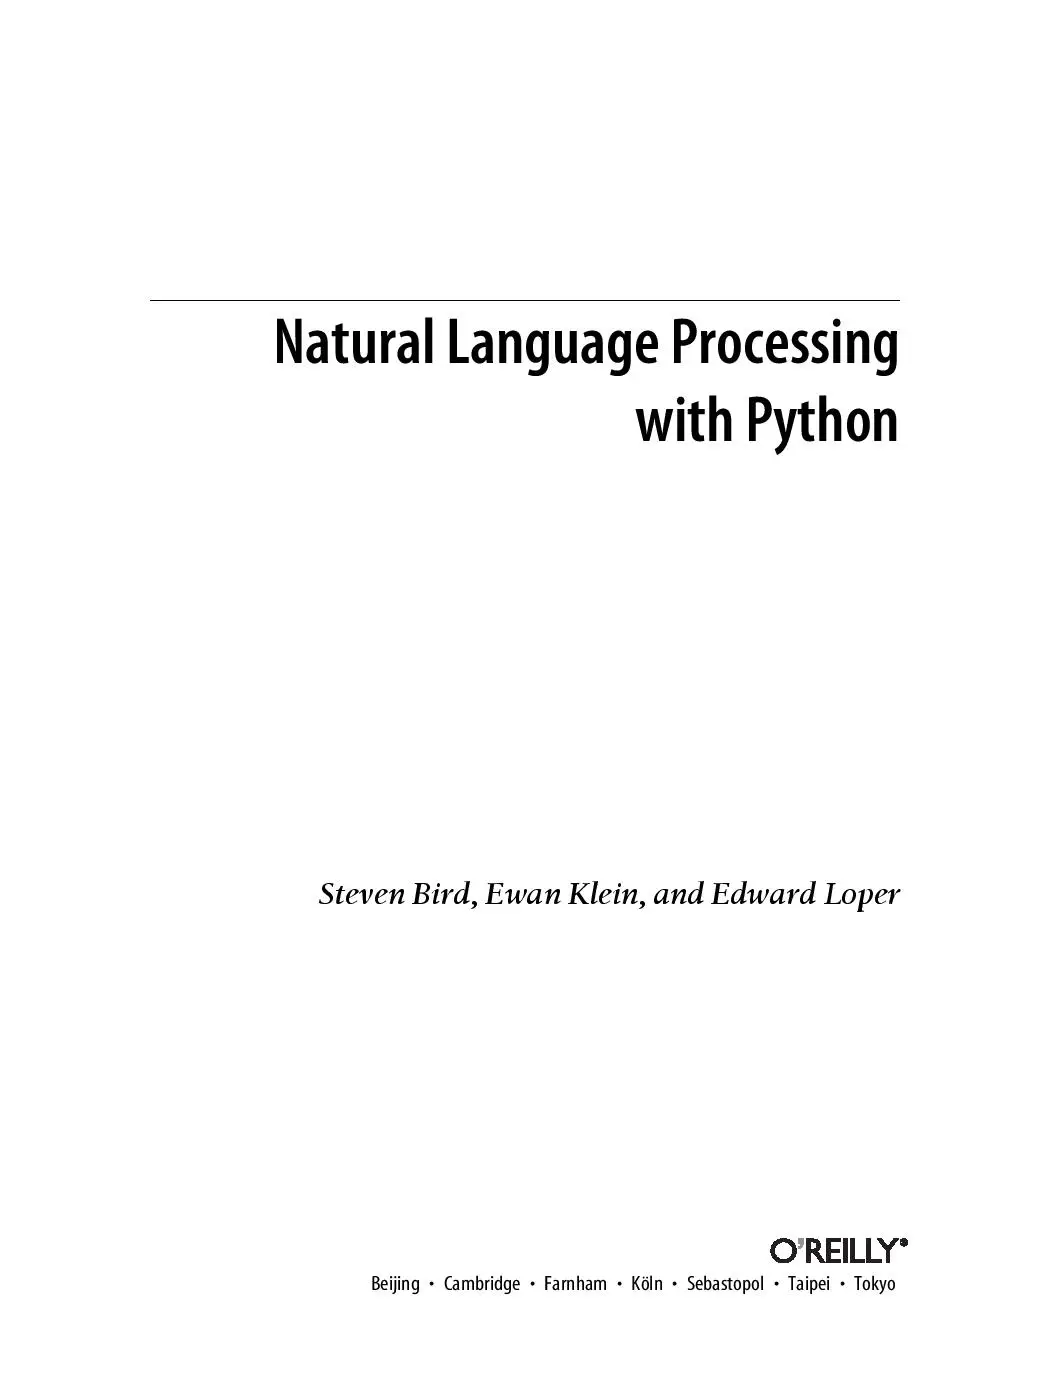 Natural Language Processing
with Python
Steven Bird, Ewan Klein, and Edward Loper
O'REILLY®
Beijing • Cambridge • Farnham • Köln • Sebastopol • Taipei • Tokyo